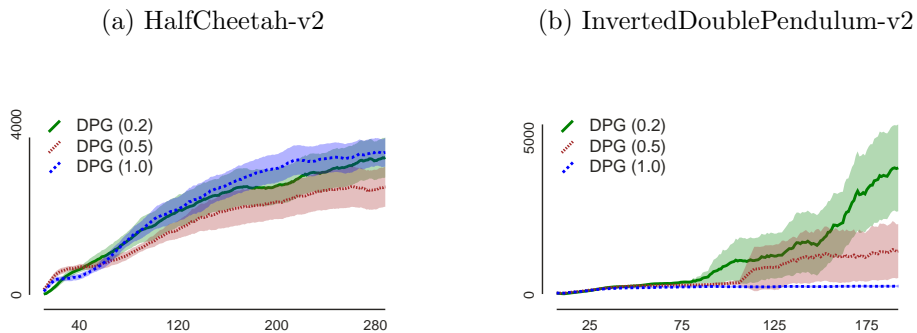 (a) HalfCheetah-v2
4000
0
DPG (0.2)
DPG (0.5)
DPG (1.0)
40 120 200 280
(b) InvertedDoublePendulum-v2
5000
0
DPG (0.2)
DPG (0.5)
DPG (1.0)
25 75 125 175